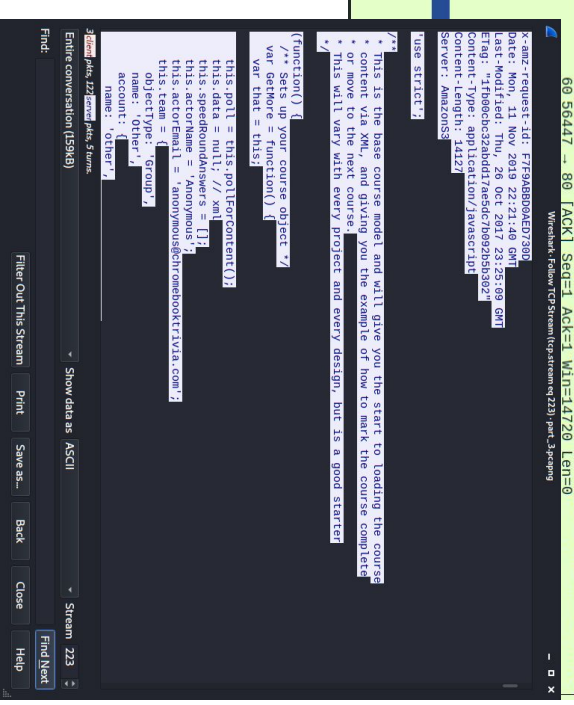 60 56447 → 80 [ACK] Seq=1 Ack=1 Win=14720 Len=0
Wireshark · Follow TCP Stream (tcp.stream eq 223) · part_3.pcapng
x-amz-request-id: F7F9ABBD0AED730D
Date: Mon, 11 Nov 2019 22:21:40 GMT
Last-Modified: Thu, 26 Oct 2017 23:25:09 GMT
ETag: "1fb00cbc32abdd17ae5dc7b092b5b302"
Content-Type: application/javascript
Content-Length: 14127
Server: AmazonS3
'use strict';
/**
* This is the base course model and will give you the start to loading the course
* content via XML, and giving you the example of how to mark the course complete
* or move to the next course.
* This will vary with every project and every design, but is a good starter
*/
(function() {
/** Sets up your course object */
var GetMore = function() {
var that = this;
this.poll = this.pollForContent();
this.data = null; // xml
this.speedRoundAnswers = [];
this.actorName = 'Anonymous';
this.actorEmail = 'anonymous@chromebooktrivia.com';
this.team = {
objectType: 'Group',
name: 'Other',
account: {
name: 'other',
3 client pkts, 122 server pkts, 5 turns.
Entire conversation (159kB)
Show data as
ASCII
Stream
223
Find:
Find Next
Filter Out This Stream
Print
Save as...
Back
Close
Help